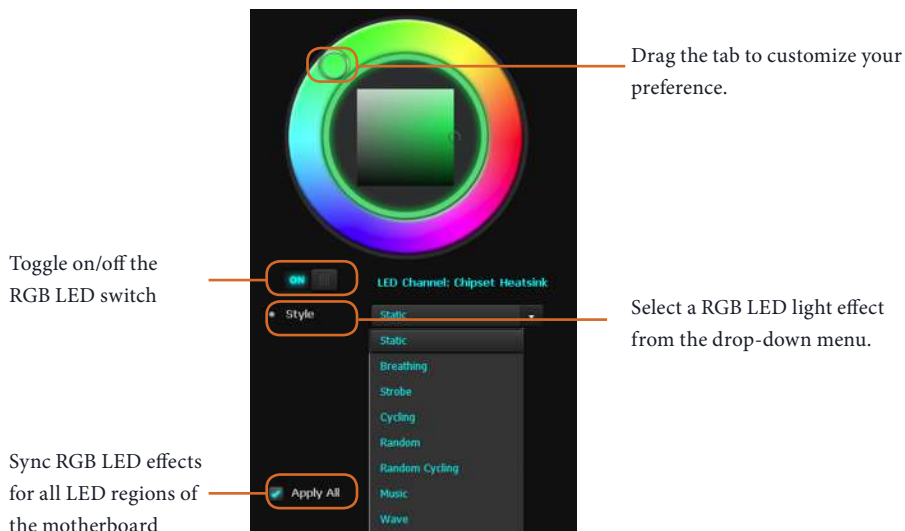 Drag the tab to customize your
preference.
Toggle on/off the
RGB LED switch
ON
LED Channel: Chipset Heatsink
Style
Static
Select a RGB LED light effect
from the drop-down menu.
Static
Breathing
Strobe
Cycling
Random
Random Cycling
Music
Wave
Sync RGB LED effects
for all LED regions of
the motherboard
Apply All